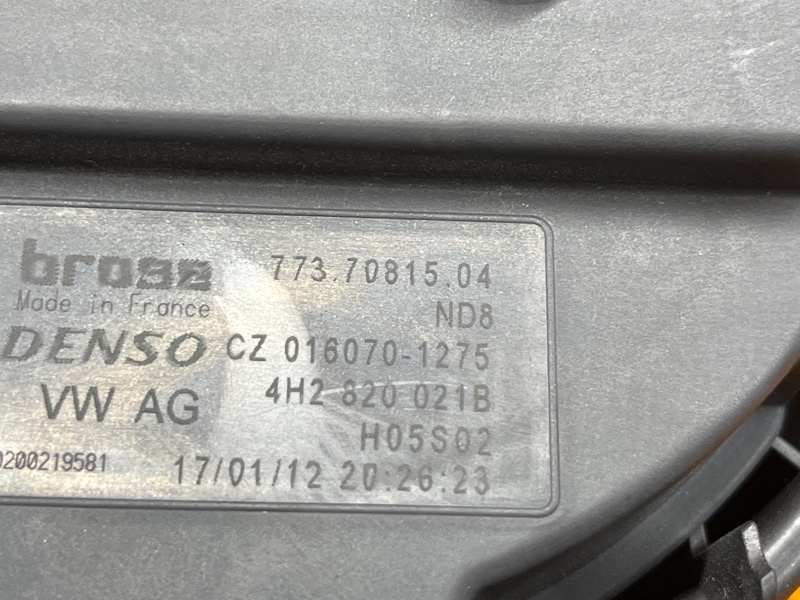 brose 773.70815.04
Made in France ND8
DENSO CZ 016070-1275
VW AG 4H2 820 021B
H05S02
0200219581 17/01/12 20:26:23